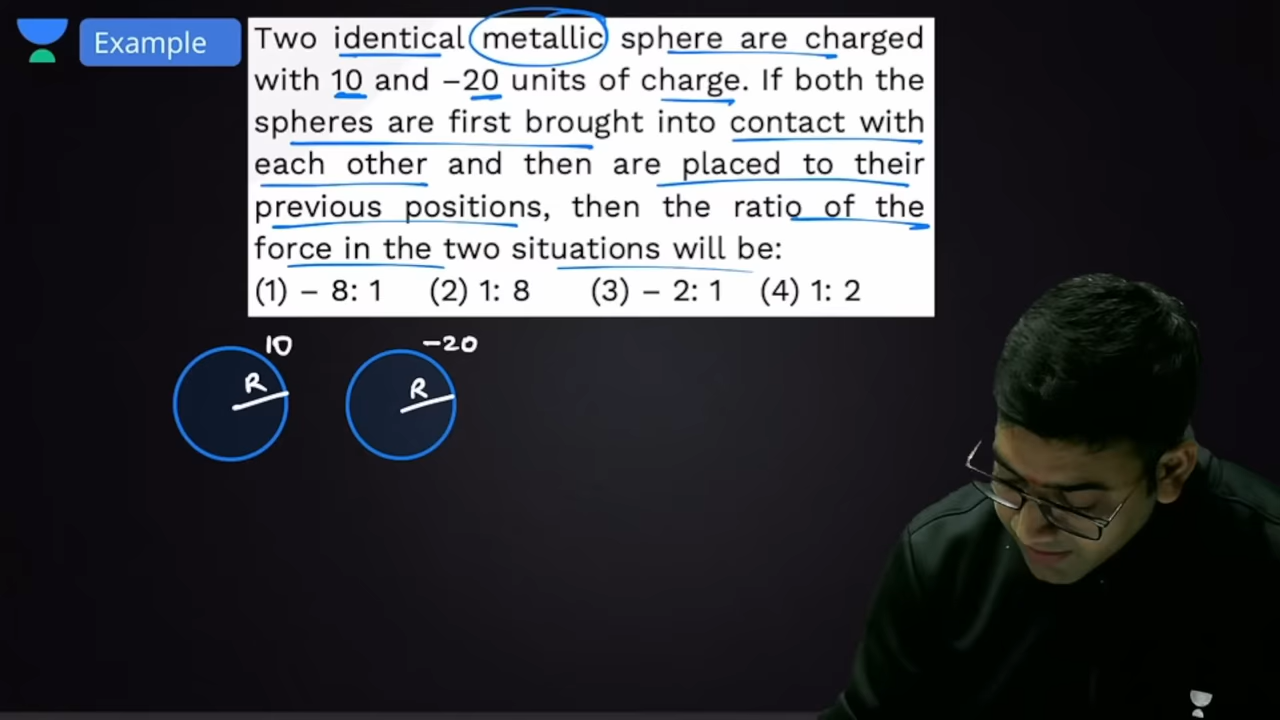 Example
Two identical metallic sphere are charged
with 10 and −20 units of charge. If both the
spheres are first brought into contact with
each other and then are placed to their
previous positions, then the ratio of the
force in the two situations will be:
(1) − 8: 1 (2) 1: 8 (3) − 2: 1 (4) 1: 2
10 −20
R R